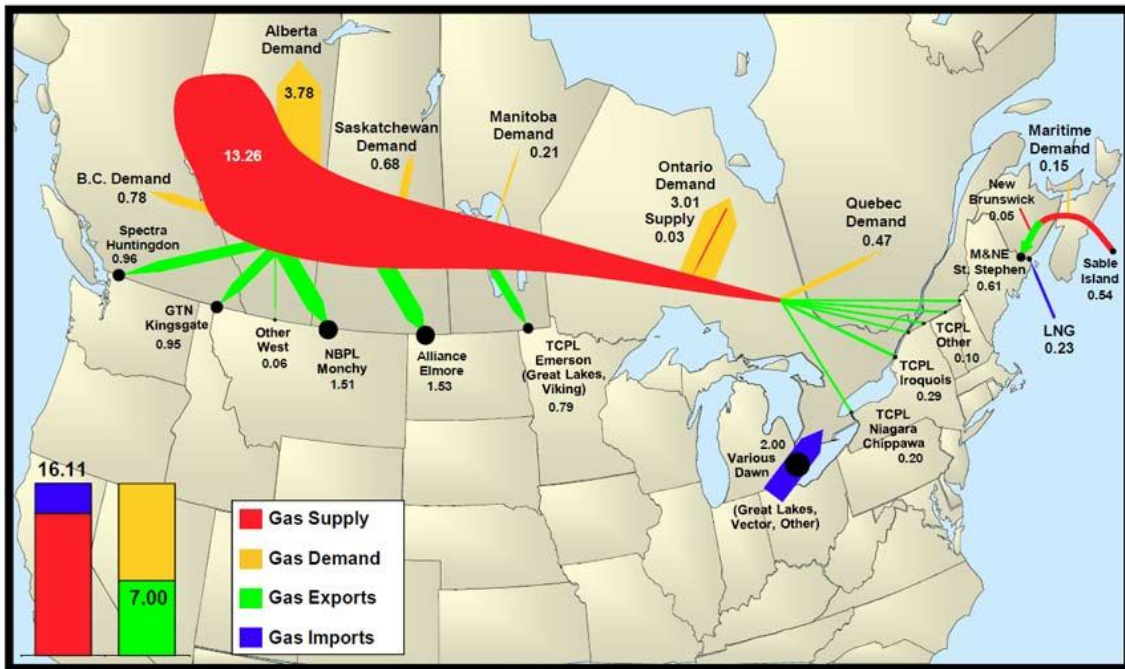 Alberta
Demand
3.78
13.26
Saskatchewan
Demand
0.68
Manitoba
Demand
0.21
B.C. Demand
0.78
Spectra
Huntingdon
0.96
GTN
Kingsgate
0.95
Other
West
0.06
NBPL
Monchy
1.51
Alliance
Elmore
1.53
TCPL
Emerson
(Great Lakes,
Viking)
0.79
Ontario
Demand
3.01
Supply
0.03
Quebec
Demand
0.47
Maritime
Demand
0.15
New
Brunswick
0.05
M&NE
St. Stephen
0.61
Sable
Island
0.54
LNG
0.23
TCPL
Other
0.10
TCPL
Iroquois
0.29
TCPL
Niagara
Chippawa
0.20
2.00
Various
Dawn
(Great Lakes,
Vector, Other)
16.11
7.00
Gas Supply
Gas Demand
Gas Exports
Gas Imports